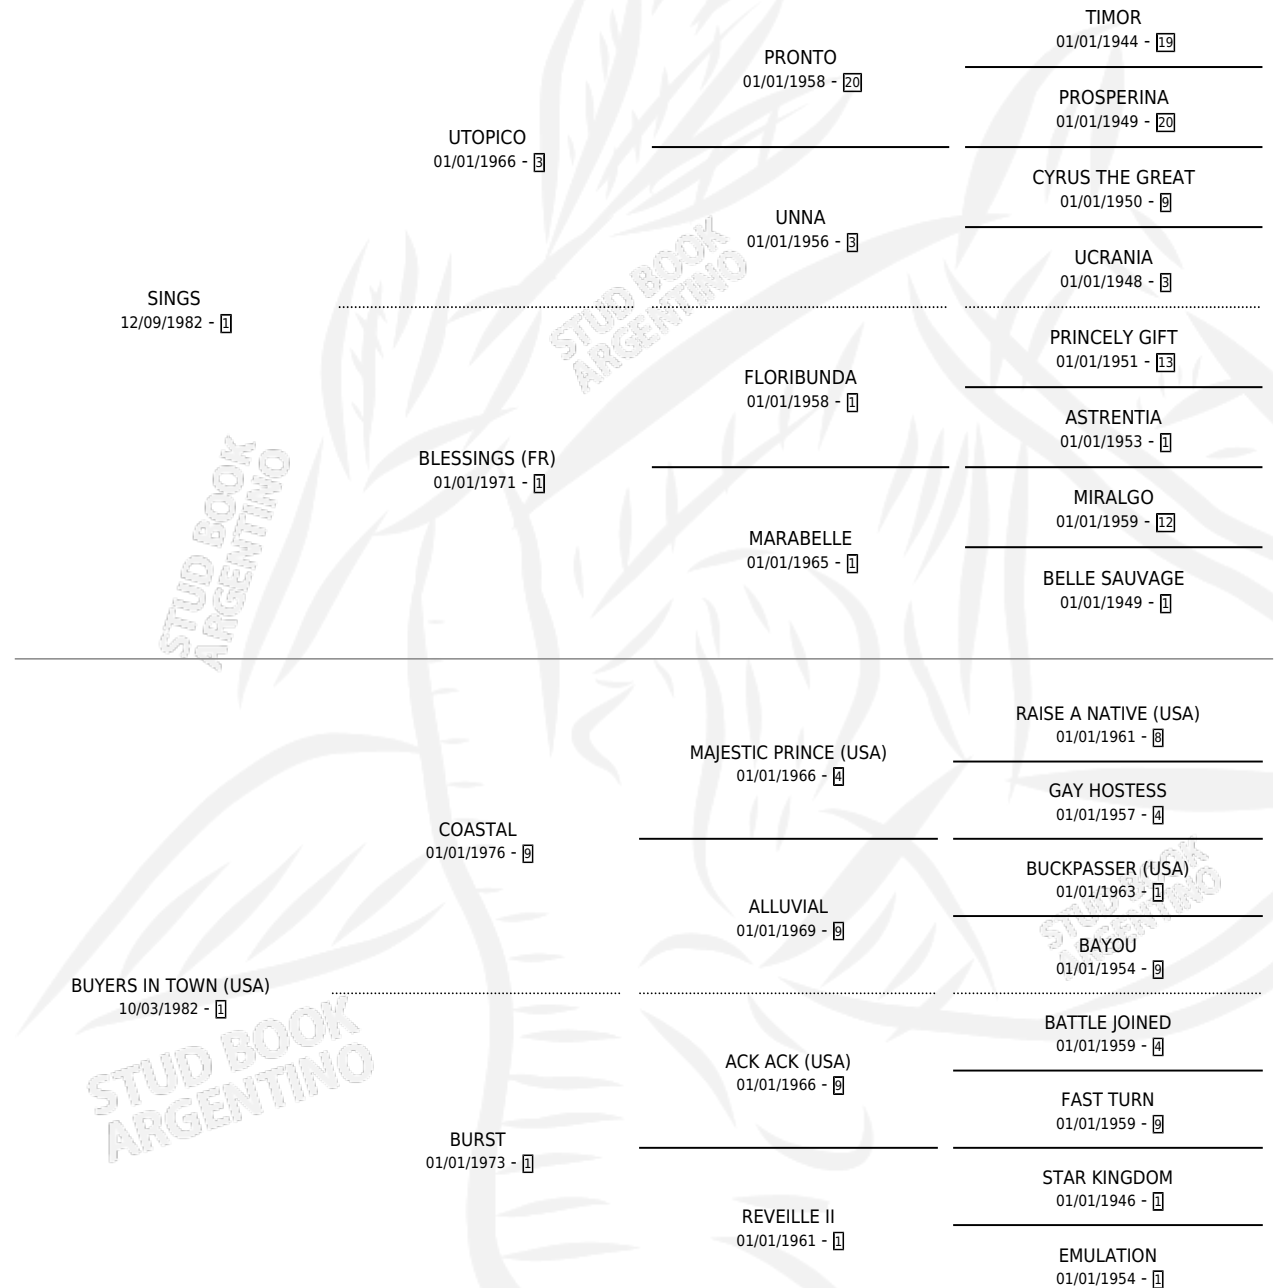 TIMOR
01/01/1944 - 19
PRONTO
01/01/1958 - 20
PROSPERINA
01/01/1949 - 20
UTOPICO
01/01/1966 - 3
CYRUS THE GREAT
01/01/1950 - 9
UNNA
01/01/1956 - 3
UCRANIA
01/01/1948 - 3
SINGS
12/09/1982 - 1
PRINCELY GIFT
01/01/1951 - 13
FLORIBUNDA
01/01/1958 - 1
ASTRENTIA
01/01/1953 - 1
BLESSINGS (FR)
01/01/1971 - 1
MIRALGO
01/01/1959 - 12
MARABELLE
01/01/1965 - 1
BELLE SAUVAGE
01/01/1949 - 1
RAISE A NATIVE (USA)
01/01/1961 - 8
MAJESTIC PRINCE (USA)
01/01/1966 - 4
GAY HOSTESS
01/01/1957 - 4
COASTAL
01/01/1976 - 9
BUCKPASSER (USA)
01/01/1963 - 1
ALLUVIAL
01/01/1969 - 9
BAYOU
01/01/1954 - 9
BUYERS IN TOWN (USA)
10/03/1982 - 1
BATTLE JOINED
01/01/1959 - 4
ACK ACK (USA)
01/01/1966 - 9
FAST TURN
01/01/1959 - 9
BURST
01/01/1973 - 1
STAR KINGDOM
01/01/1946 - 1
REVEILLE II
01/01/1961 - 1
EMULATION
01/01/1954 - 1
STUD BOOK
ARGENTINO
STUD BOOK
ARGENTINO
STUD BOOK
ARGENTINO
STUD BOOK
ARGENTINO